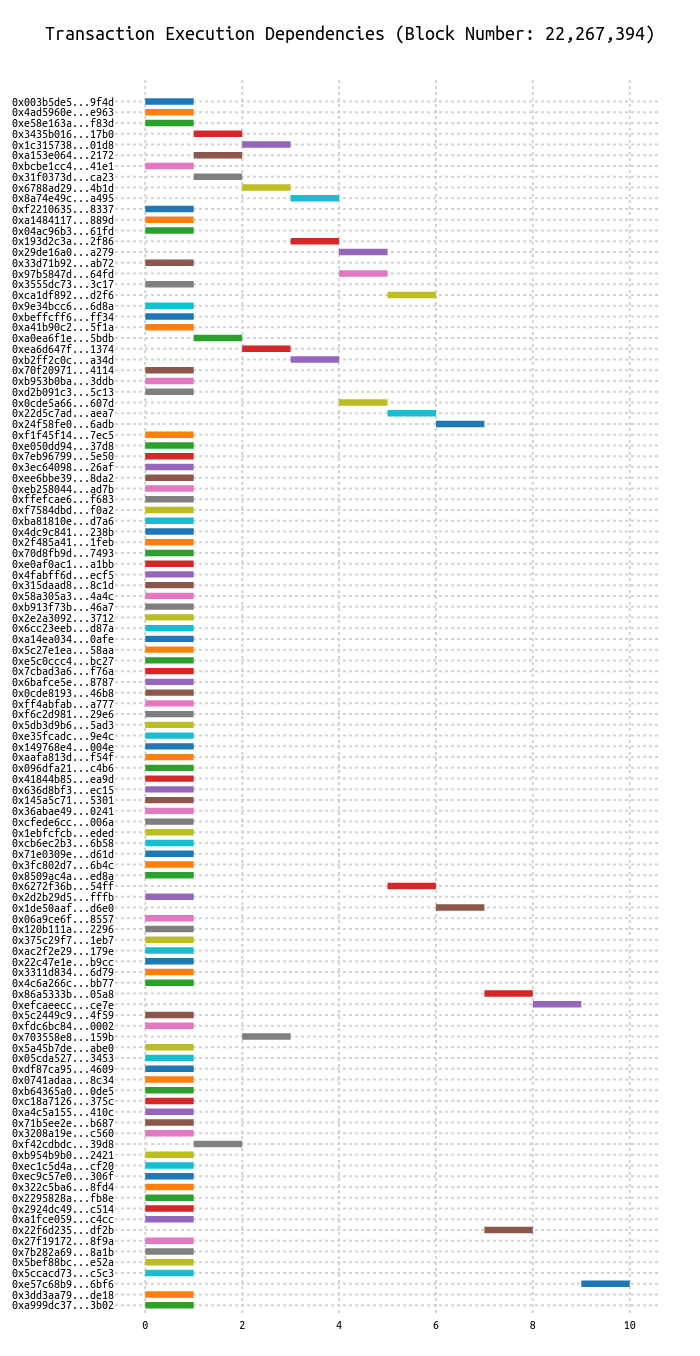 Transaction Execution Dependencies (Block Number: 22,267,394)
0x003b5de5...9f4d
0x4ad5960e...e963
0xe58e163a...f83d
0x3435b016...17b0
0x1c315738...01d8
0xa153e064...2172
0xbcbe1cc4...41e1
0x31f0373d...ca23
0x6788ad29...4b1d
0x8a74e49c...a495
0xf2210635...8337
0xa1484117...889d
0x04ac96b3...61fd
0x193d2c3a...2f86
0x29de16a0...a279
0x33d71b92...ab72
0x97b5847d...64fd
0x3555dc73...3c17
0xca1df892...d2f6
0x9e34bcc6...6d8a
0xbeffcff6...ff34
0xa41b90c2...5f1a
0xa0ea6f1e...5bdb
0xea6d647f...1374
0xb2ff2c0c...a34d
0x70f20971...4114
0xb953b0ba...3ddb
0xd2b091c3...5c13
0x0cde5a66...607d
0x22d5c7ad...aea7
0x24f58fe0...6adb
0xf1f45f14...7ec5
0xe050dd94...37d8
0x7eb96799...5e50
0x3ec64098...26af
0xee6bbe39...8da2
0xeb258044...ad7b
0xffefcae6...f683
0xf7584dbd...f0a2
0xba81810e...d7a6
0x4dc9c841...238b
0x2f485a41...1feb
0x70d8fb9d...7493
0xe0af0ac1...a1bb
0x4fabff6d...ecf5
0x315daad8...8c1d
0x58a305a3...4a4c
0xb913f73b...46a7
0x2e2a3092...3712
0x6cc23eeb...d87a
0xa14ea034...0afe
0x5c27e1ea...58aa
0xe5c0ccc4...bc27
0x7cbad3a6...f76a
0x6bafce5e...8787
0x0cde8193...46b8
0xff4abfab...a777
0xf6c2d981...29e6
0x5db3d9b6...5ad3
0xe35fcadc...9e4c
0x149768e4...004e
0xaafa813d...f54f
0x096dfa21...c4b6
0x41844b85...ea9d
0x636d8bf3...ec15
0x145a5c71...5301
0x36abae49...0241
0xcfede6cc...006a
0x1ebfcfcb...eded
0xcb6ec2b3...6b58
0x71e0309e...d61d
0x3fc802d7...6b4c
0x8509ac4a...ed8a
0x6272f36b...54ff
0x2d2b29d5...fffb
0x1de50aaf...d6e0
0x06a9ce6f...8557
0x120b111a...2296
0x375c29f7...1eb7
0xac2f2e29...179e
0x22c47e1e...b9cc
0x3311d834...6d79
0x4c6a266c...bb77
0x86a5333b...05a8
0xefcaeecc...ce7e
0x5c2449c9...4f59
0xfdc6bc84...0002
0x703558e8...159b
0x5a45b7de...abe0
0x05cda527...3453
0xdf87ca95...4609
0x0741adaa...8c34
0xb64365a0...0de5
0xc18a7126...375c
0xa4c5a155...410c
0x71b5ee2e...b687
0x3208a19e...c560
0xf42cdbdc...39d8
0xb954b9b0...2421
0xec1c5d4a...cf20
0xec9c57e0...306f
0x322c5ba6...8fd4
0x2295828a...fb8e
0x2924dc49...c514
0xa1fce059...c4cc
0x22f6d235...df2b
0x27f19172...8f9a
0x7b282a69...8a1b
0x5bef88bc...e52a
0x5ccacd73...c5c3
0xe57c68b9...6bf6
0x3dd3aa79...de18
0xa999dc37...3b02
0 2 4 6 8 10